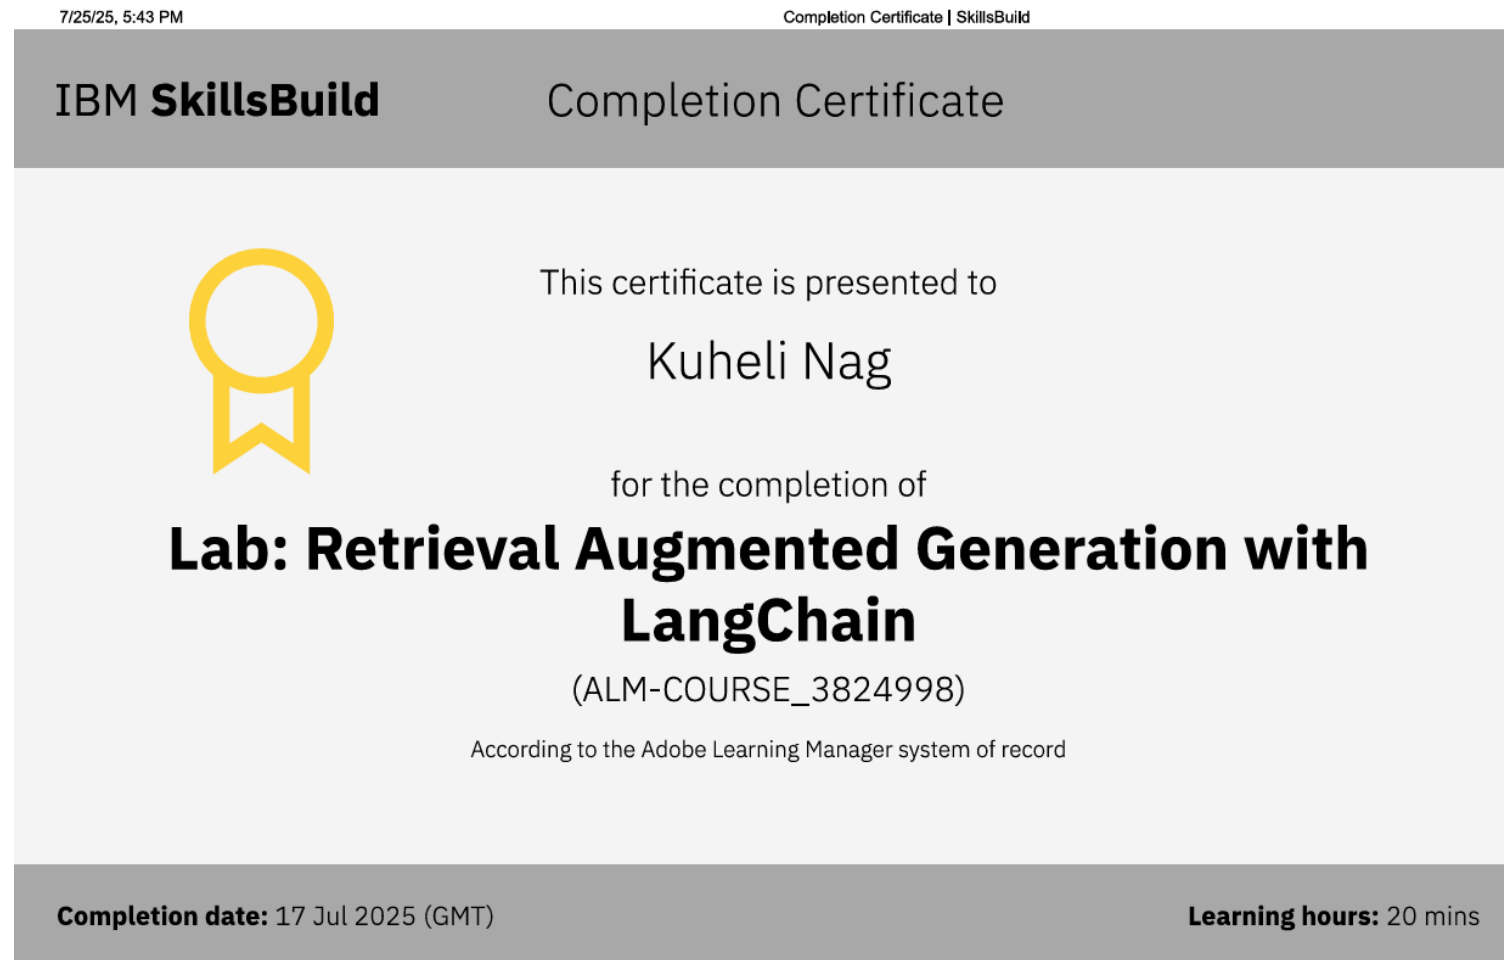 7/25/25, 5:43 PM
Completion Certificate | SkillsBuild
IBM SkillsBuild
Completion Certificate
This certificate is presented to
Kuheli Nag
for the completion of
Lab: Retrieval Augmented Generation with
LangChain
(ALM-COURSE_3824998)
According to the Adobe Learning Manager system of record
Completion date: 17 Jul 2025 (GMT)
Learning hours: 20 mins